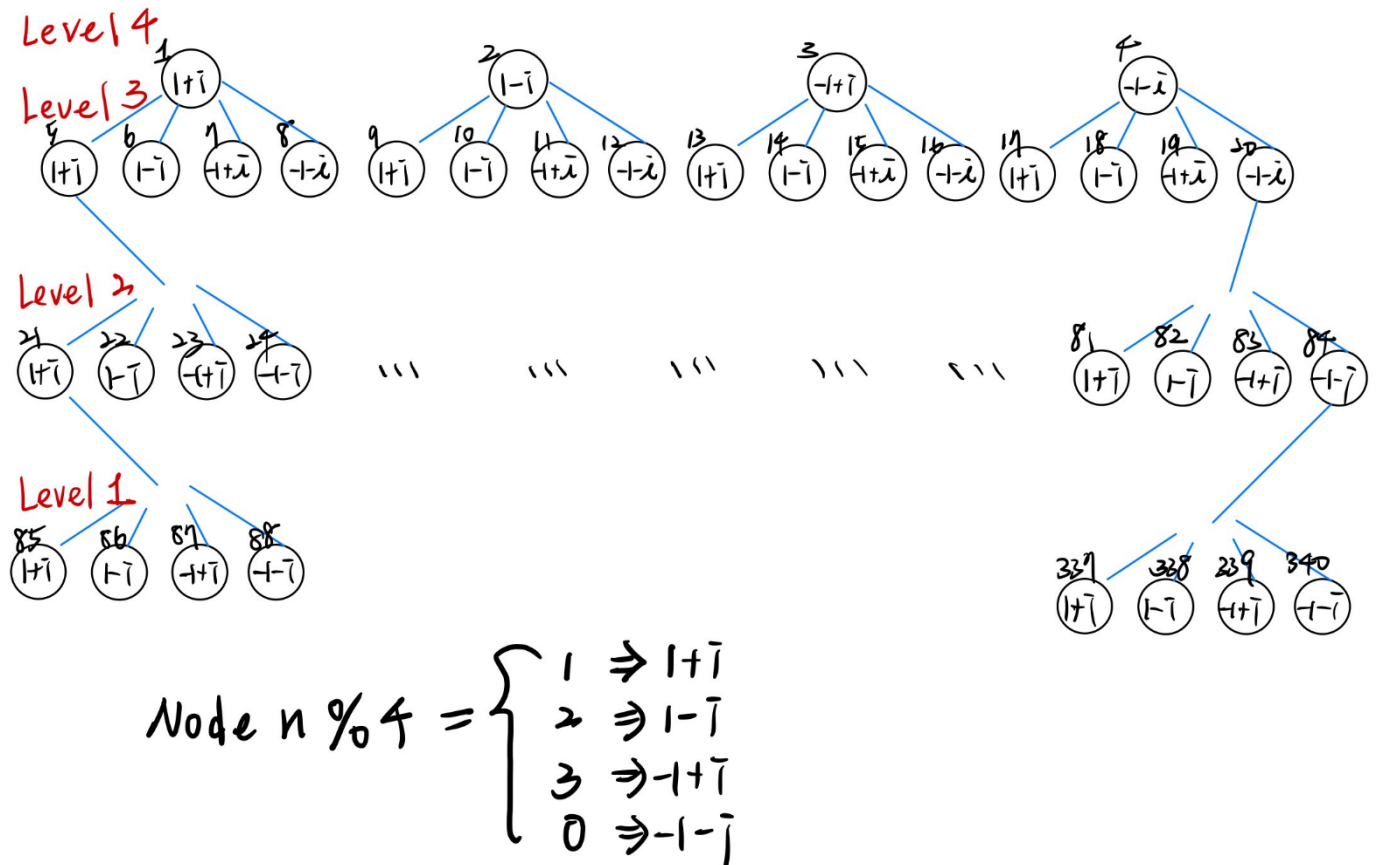 Level 4
1 2 3 4
1+i 1-i -1+i -1-i
Level 3
5 6 7 8 9 10 11 12 13 14 15 16 17 18 19 20
1+i 1-i -1+i -1-i 1+i 1-i -1+i -1-i 1+i 1-i -1+i -1-i 1+i 1-i -1+i -1-i
Level 2
21 22 23 24 81 82 83 84
1+i 1-i -1+i -1-i ... ... ... ... ... 1+i 1-i -1+i -1-i
Level 1
85 86 87 88 337 338 339 340
1+i 1-i -1+i -1-i 1+i 1-i -1+i -1-i
Node n % 4 = { 1 ⇒ 1+i
2 ⇒ 1-i
3 ⇒ -1+i
0 ⇒ -1-i